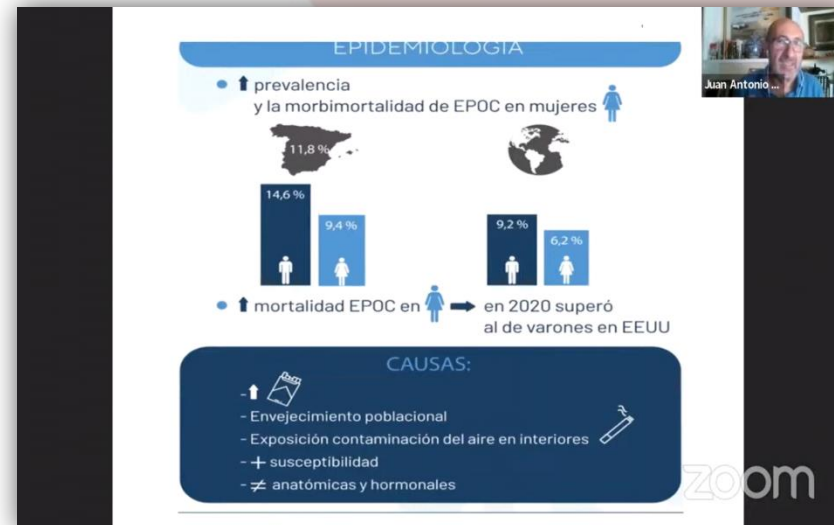 EPIDEMIOLOGÍA
Juan Antonio ...
prevalencia
y la morbimortalidad de EPOC en mujeres
11,8 %
14,6 %
9,4 %
9,2 %
6,2 %
mortalidad EPOC en
en 2020 superó
al de varones en EEUU
CAUSAS:
-
- Envejecimiento poblacional
- Exposición contaminación del aire en interiores
- + susceptibilidad
- ≠ anatómicas y hormonales
zoom